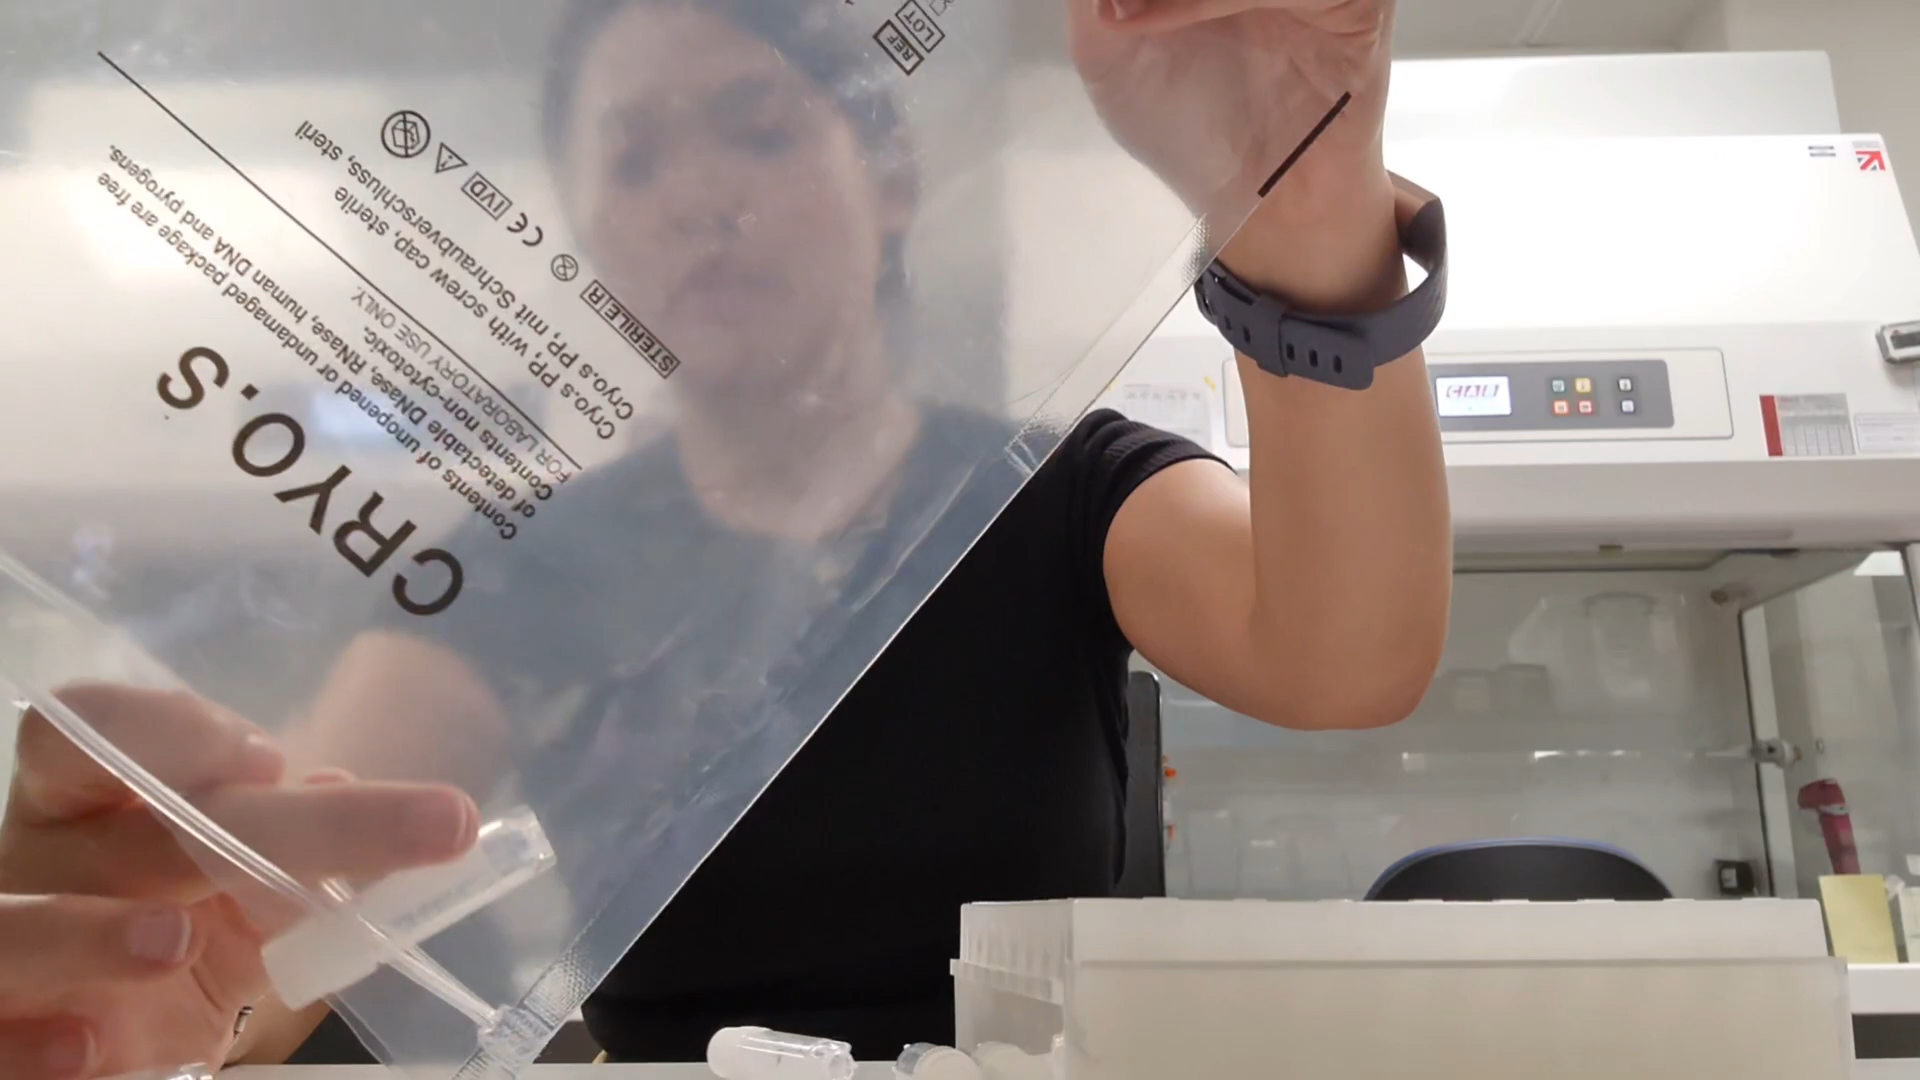 CRYO.S
Contents of unopened or undamaged package are free
of detectable DNase, RNase, human DNA and pyrogens.
Contents non-cytotoxic.
FOR LABORATORY USE ONLY.
Cryo.s PP, with screw cap, sterile
Cryo.s PP, mit Schraubverschluss, steril
STERILE R
2
CE
IVD
REF
LOT